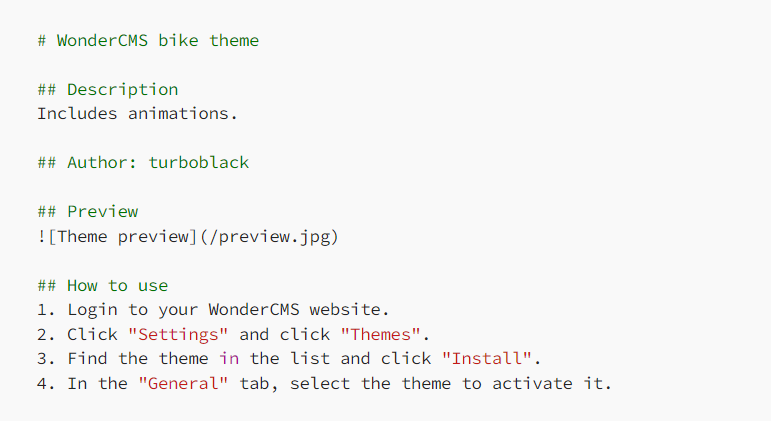 # WonderCMS bike theme
## Description
Includes animations.
## Author: turboblack
## Preview
![Theme preview](/preview.jpg)
## How to use
1. Login to your WonderCMS website.
2. Click "Settings" and click "Themes".
3. Find the theme in the list and click "Install".
4. In the "General" tab, select the theme to activate it.